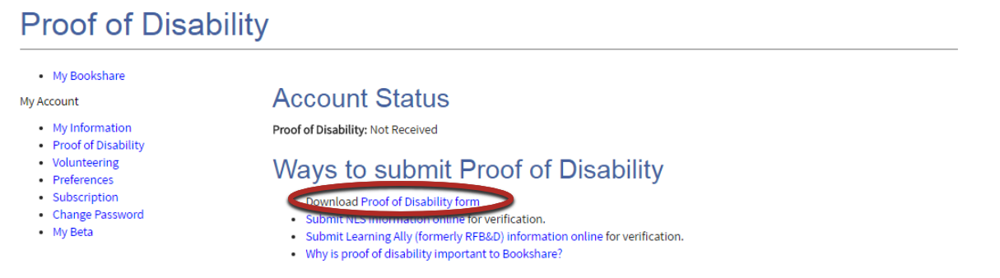 Proof of Disability
My Bookshare
My Account
My Information
Proof of Disability
Volunteering
Preferences
Subscription
Change Password
My Beta
Account Status
Proof of Disability: Not Received
Ways to submit Proof of Disability
Download Proof of Disability form
Submit NLS information online for verification.
Submit Learning Ally (formerly RFB&D) information online for verification.
Why is proof of disability important to Bookshare?